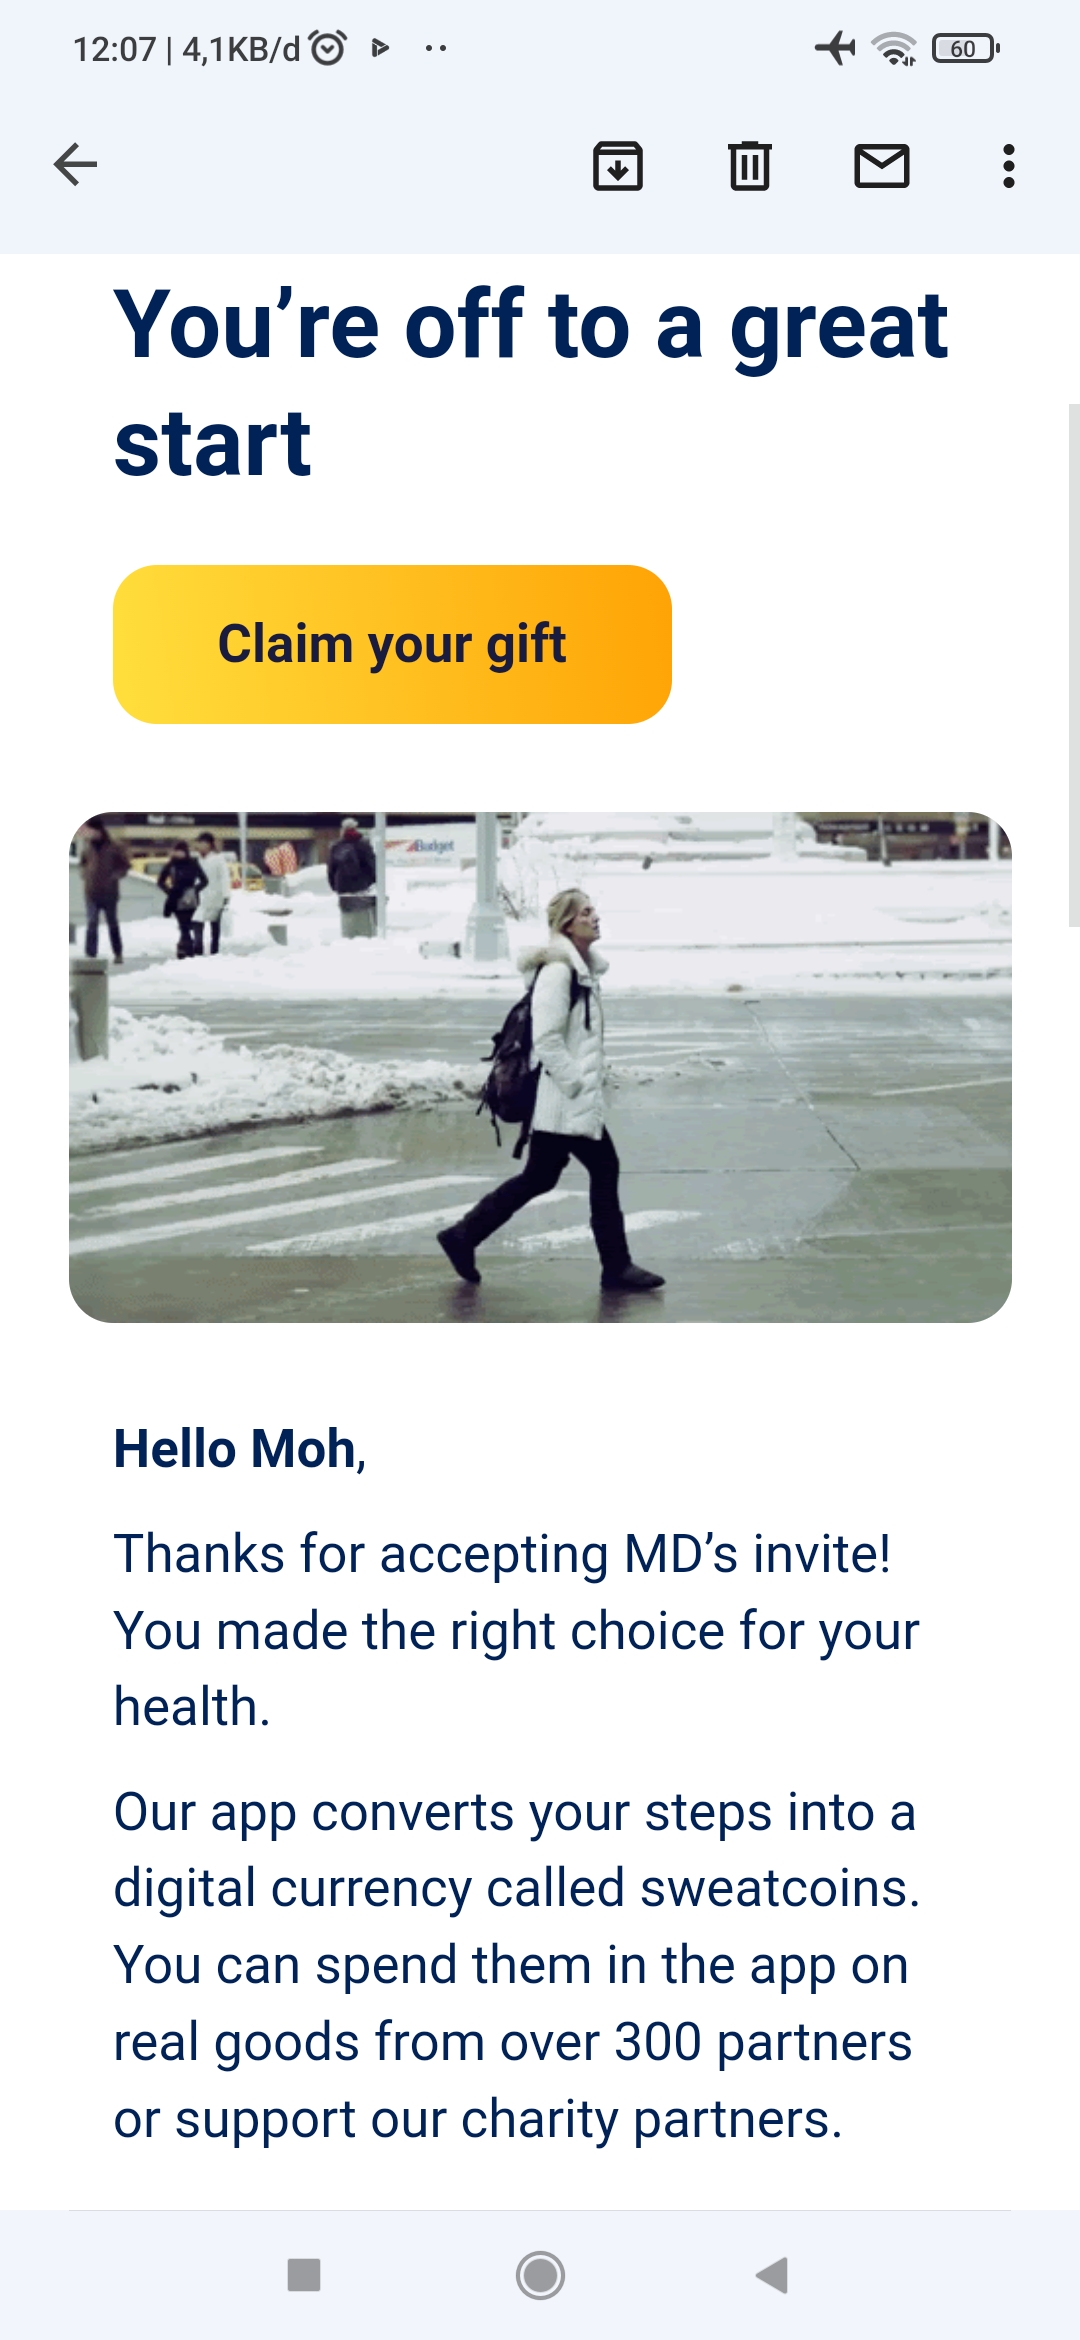 12:07 | 4,1KB/d
60
You’re off to a great
start
Claim your gift
Budget
Hello Moh,
Thanks for accepting MD’s invite!
You made the right choice for your
health.
Our app converts your steps into a
digital currency called sweatcoins.
You can spend them in the app on
real goods from over 300 partners
or support our charity partners.